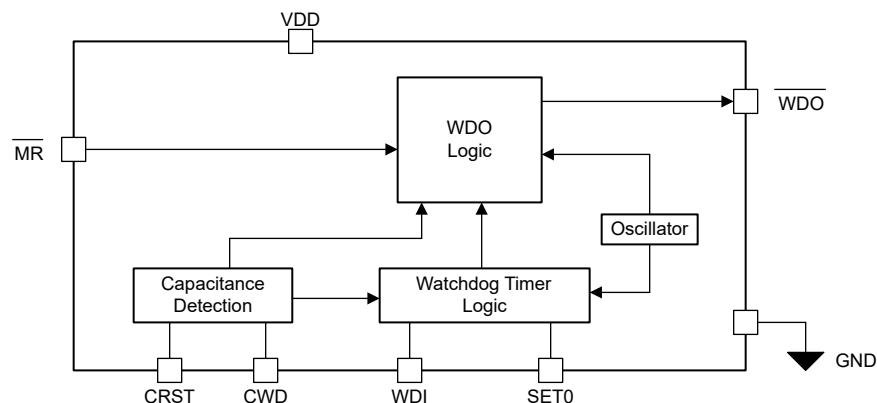 VDD
WDO
Logic
WDO
MR
Oscillator
Capacitance
Detection
Watchdog Timer
Logic
GND
CRST
CWD
WDI
SET0